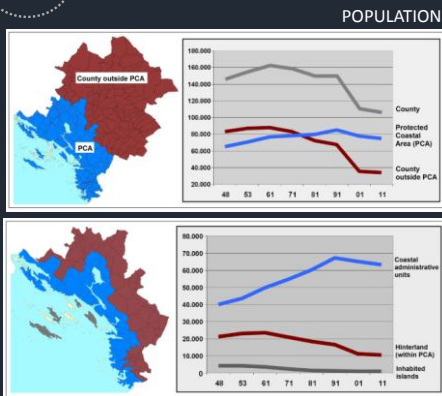 POPULATION
County outside PCA
PCA
180.000
160.000
140.000
120.000
100.000
80.000
60.000
40.000
20.000
48 53 61 71 81 91 01 11
County
Protected
Coastal
Area (PCA)
County
outside PCA
80.000
70.000
60.000
50.000
40.000
30.000
20.000
10.000
0
48 53 61 71 81 91 01 11
Coastal
administrative
units
Hinterland
(within PCA)
Inhabited
islands